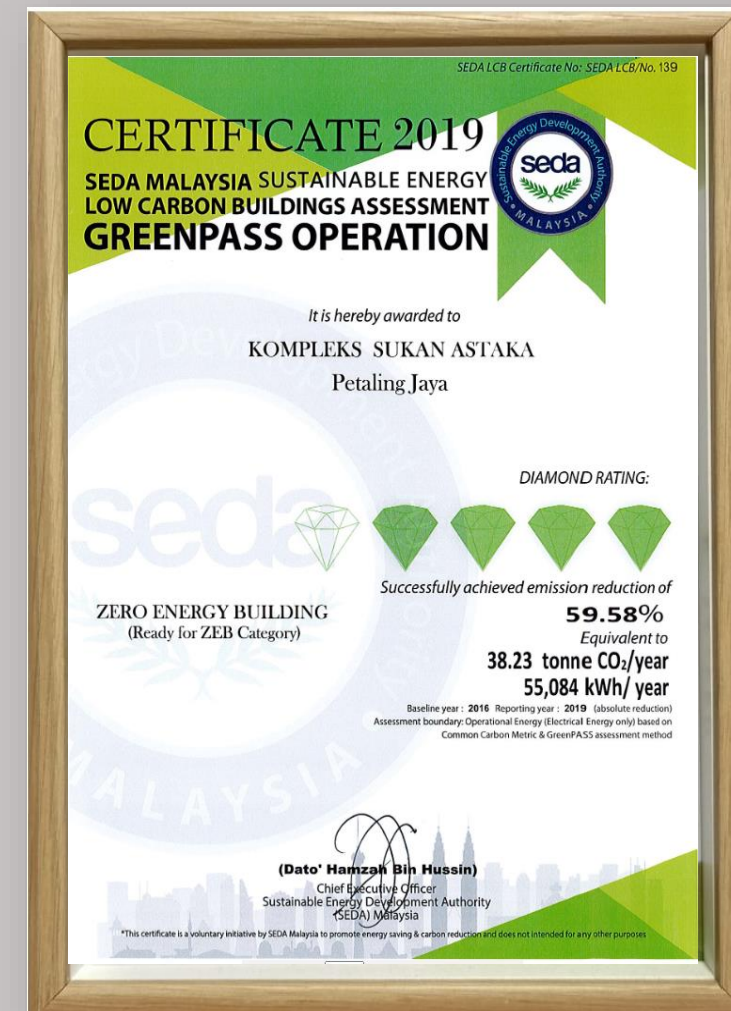 SEDA LCB Certificate No: SEDA LCB/No. 139
CERTIFICATE 2019
SEDA MALAYSIA SUSTAINABLE ENERGY
LOW CARBON BUILDINGS ASSESSMENT
GREENPASS OPERATION
Sustainable Energy Development Authority
seda
• MALAYSIA •
It is hereby awarded to
KOMPLEKS SUKAN ASTAKA
Petaling Jaya
seda
DIAMOND RATING:
Successfully achieved emission reduction of
ZERO ENERGY BUILDING
(Ready for ZEB Category)
59.58%
Equivalent to
38.23 tonne CO₂/year
55,084 kWh/ year
Baseline year : 2016 Reporting year : 2019 (absolute reduction)
Assessment boundary: Operational Energy (Electrical Energy only) based on
Common Carbon Metric & GreenPASS assessment method
MALAYSIA
(Dato' Hamzah Bin Hussin)
Chief Executive Officer
Sustainable Energy Development Authority
(SEDA) Malaysia
*This certificate is a voluntary initiative by SEDA Malaysia to promote energy saving & carbon reduction and does not intended for any other purposes